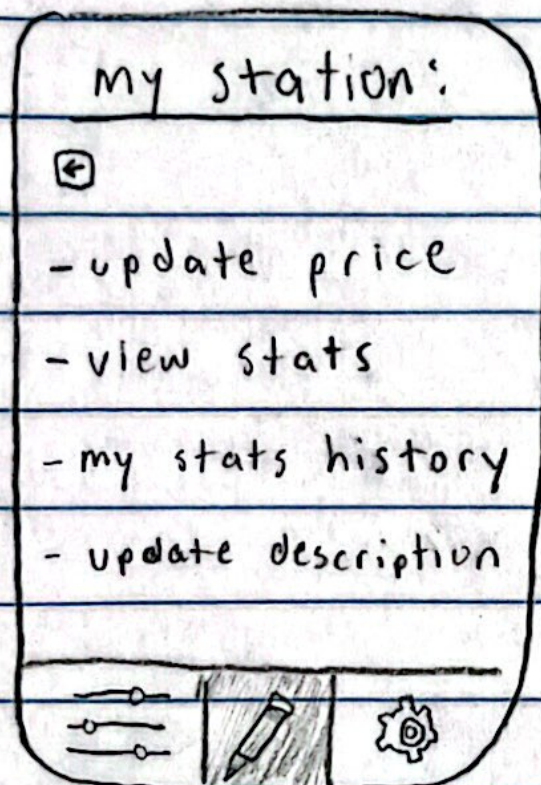 my station:
- update price
- view stats
- my stats history
- update description